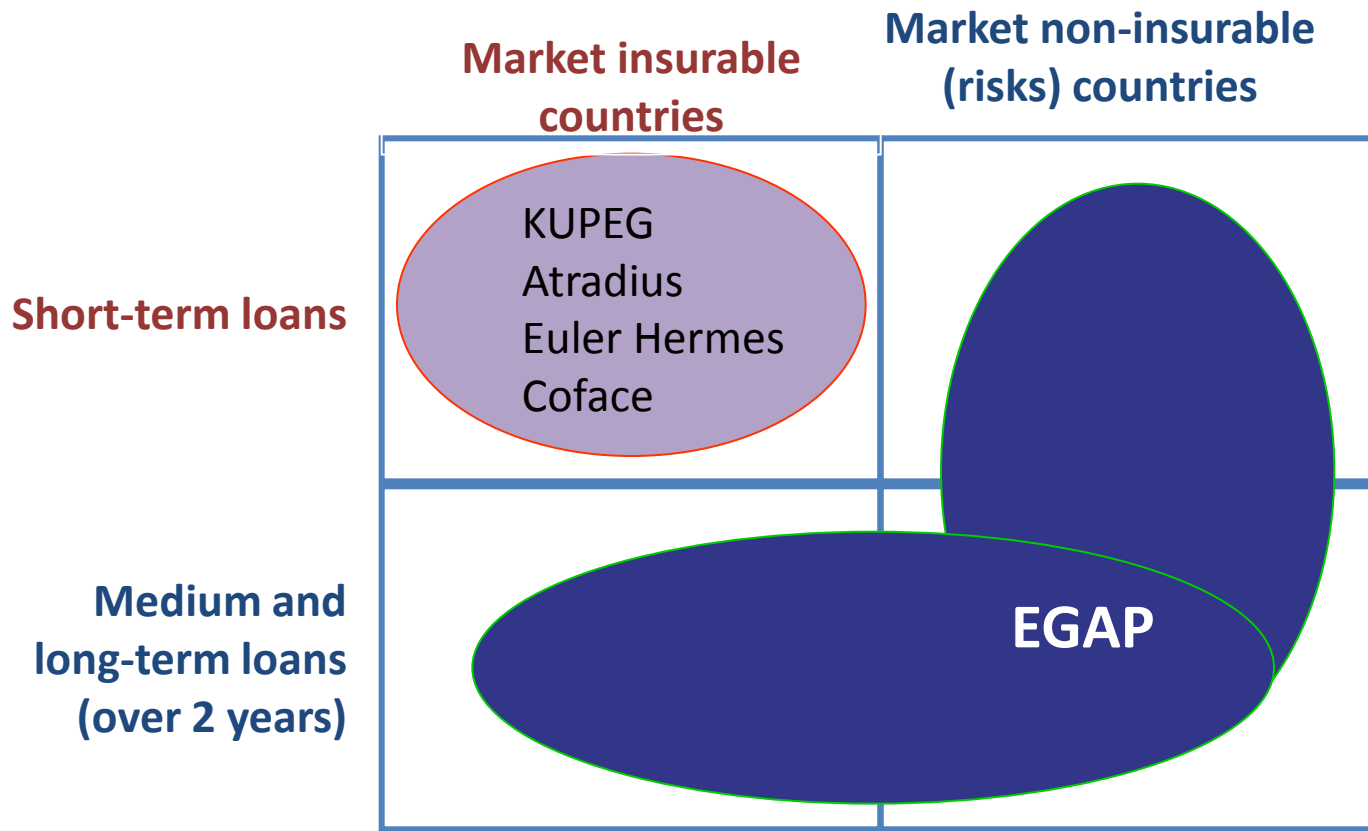 Market insurable
countries
Market non-insurable
(risks) countries
Short-term loans
KUPEG
Atradius
Euler Hermes
Coface
Medium and
long-term loans
(over 2 years)
EGAP